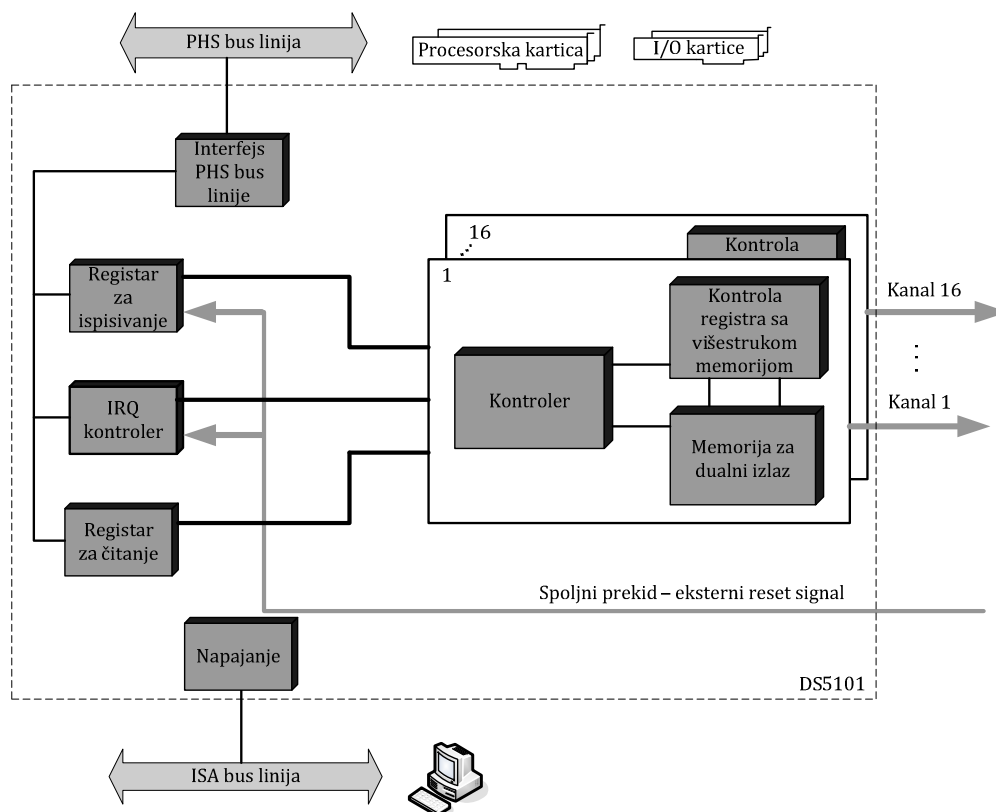 PHS bus linija
Procesorska kartica
I/O kartice
Interfejs
PHS bus
linije
16
Kontrola
1
Registar
za
ispisivanje
Kontrola
registra sa
višestrukom
memorijom
Kanal 16
Kontroler
IRQ
kontroler
Kanal 1
Memorija za
dualni izlaz
Registar
za čitanje
Spoljni prekid – eksterni reset signal
Napajanje
DS5101
ISA bus linija